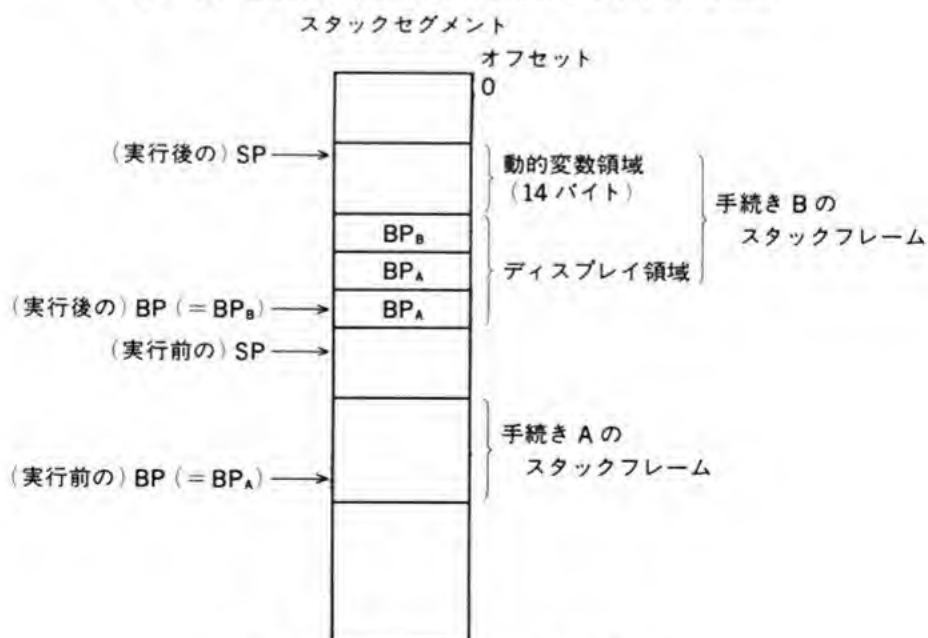 スタックセグメント
オフセット
0
(実行後の) SP
動的変数領域
(14 バイト)
手続き B の
スタックフレーム
BPB
BPA
ディスプレイ領域
(実行後の) BP (=BPB)
BPA
(実行前の) SP
手続き A の
スタックフレーム
(実行前の) BP (=BPA)